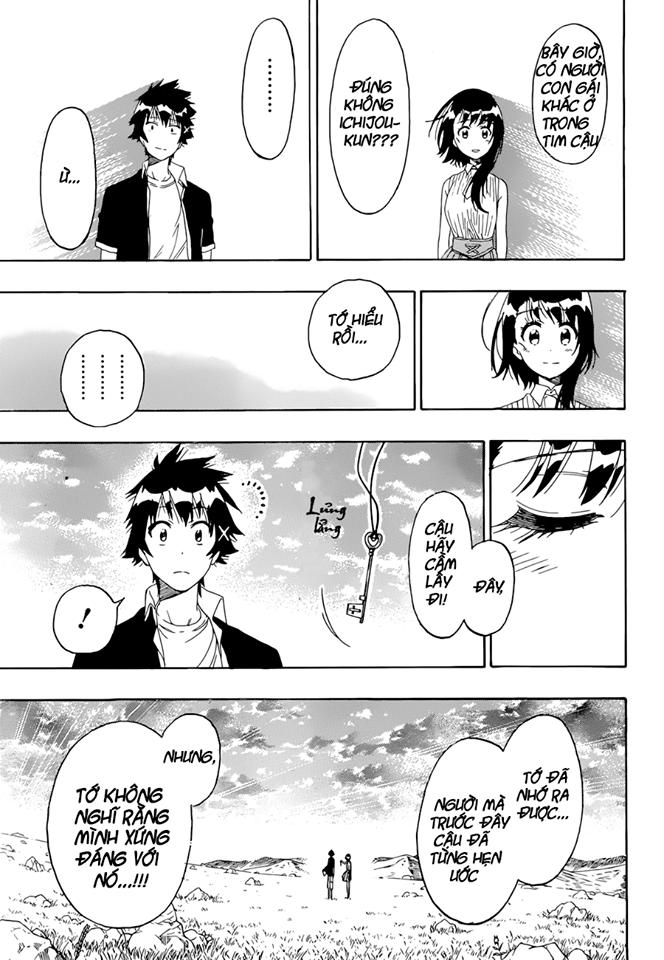 BÂY GIỜ,
CÓ NGƯỜI
CON GÁI
KHÁC Ở
TRONG
TIM CẬU
ĐÚNG
KHÔNG
ICHIJOU-
KUN???
.........
Ừ...
TỚ HIỂU
RỒI...
ĐÂY,
CẬU
HÃY
CẦM
LẤY
ĐI!
Lủng
lẳng
!
TỚ ĐÃ
NHỚ RA
ĐƯỢC...
NGƯỜI MÀ
TRƯỚC ĐÂY
CẬU ĐÃ
TỪNG HẸN
ƯỚC
NHƯNG,
TỚ KHÔNG
NGHĨ RẰNG
MÌNH XỨNG
ĐÁNG VỚI
NÓ...!!!